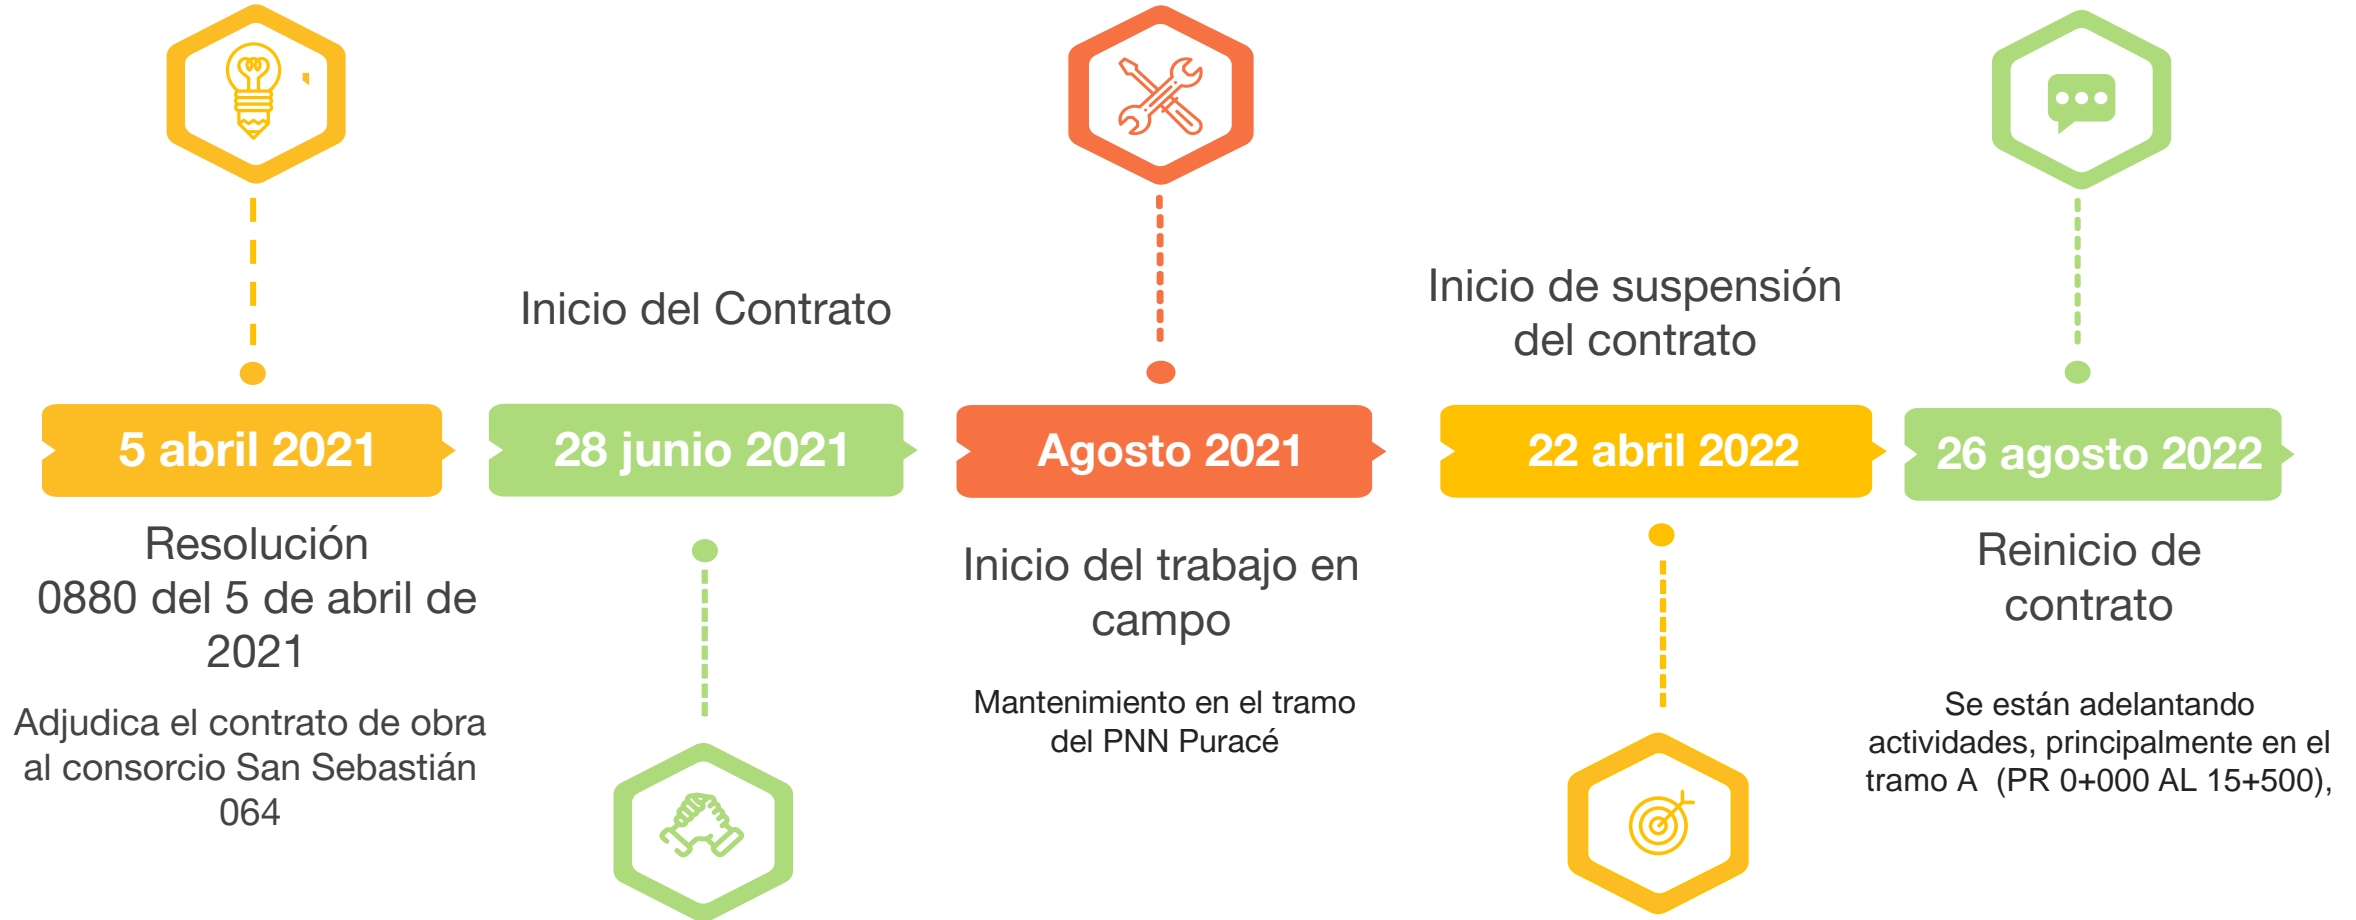 5 abril 2021
Resolución
0880 del 5 de abril de
2021
Adjudica el contrato de obra
al consorcio San Sebastián
064
Inicio del Contrato
28 junio 2021
Agosto 2021
Inicio del trabajo en
campo
Mantenimiento en el tramo
del PNN Puracé
Inicio de suspensión
del contrato
22 abril 2022
26 agosto 2022
Reinicio de
contrato
Se están adelantando
actividades, principalmente en el
tramo A (PR 0+000 AL 15+500),